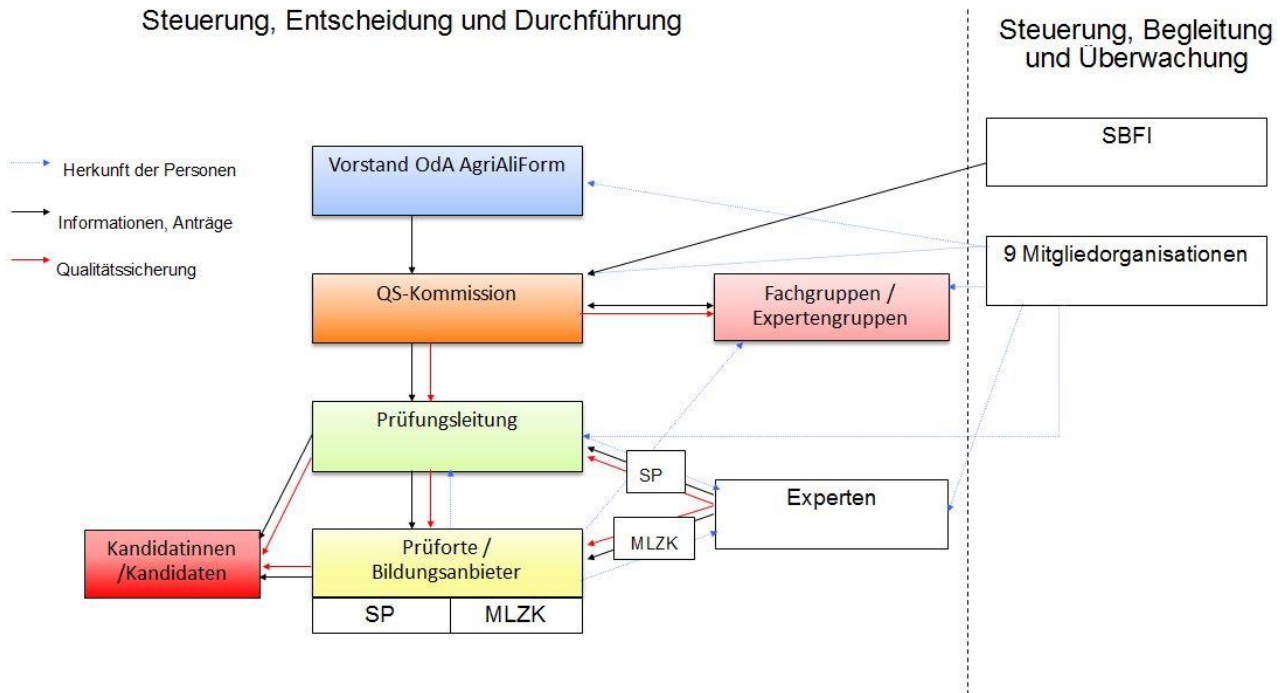 Steuerung, Entscheidung und Durchführung
Steuerung, Begleitung
und Überwachung
SBFI
Vorstand OdA AgriAliForm
Herkunft der Personen
Informationen, Anträge
Qualitätssicherung
9 Mitgliedorganisationen
QS-Kommission
Fachgruppen /
Expertengruppen
Prüfungsleitung
SP
Experten
MLZK
Kandidatinnen
/Kandidaten
Prüforte /
Bildungsanbieter
SP
MLZK